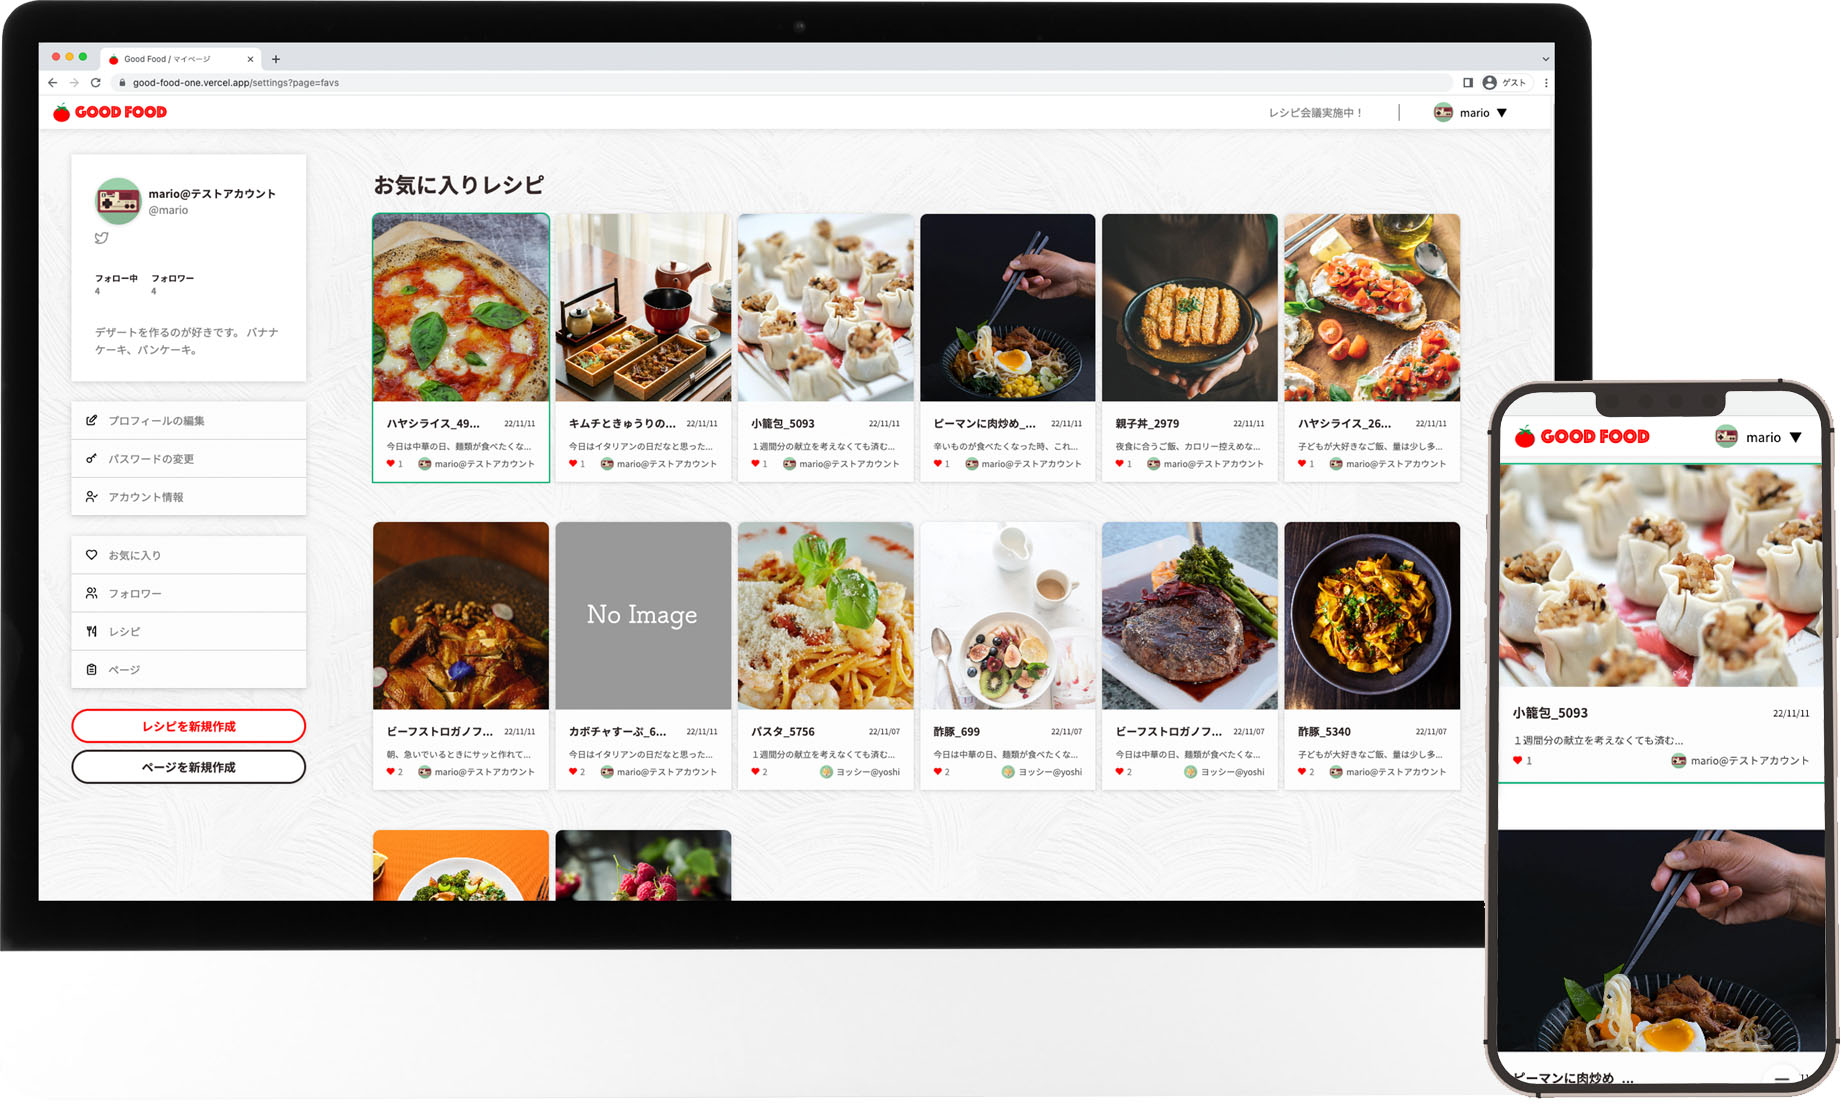 Good Food / マイページ
good-food-one.vercel.app/settings?page=favs
ゲスト
GOOD FOOD
レシピ会議実施中！
mario ▼
mario@テストアカウント
@mario
フォロー中 フォロワー
4 4
デザートを作るのが好きです。 バナナ
ケーキ、パンケーキ。
プロフィールの編集
パスワードの変更
アカウント情報
お気に入り
フォロワー
レシピ
ページ
レシピを新規作成
ページを新規作成
お気に入りレシピ
ハヤシライス_49... 22/11/11
今日は中華の日、麺類が食べたくな...
1 mario@テストアカウント
キムチときゅうりの... 22/11/11
今日はイタリアンの日だなと思った...
1 mario@テストアカウント
小籠包_5093 22/11/11
１週間分の献立を考えなくても済む...
1 mario@テストアカウント
ピーマンに肉炒め_... 22/11/11
辛いものが食べたくなった時、これ...
1 mario@テストアカウント
親子丼_2979 22/11/11
夜食に合うご飯、カロリー控えめな...
1 mario@テストアカウント
ハヤシライス_26... 22/11/11
子どもが大好きなご飯、量は少し多...
1 mario@テストアカウント
ビーフストロガノフ... 22/11/11
朝、急いでいるときにサッと作れて...
2 mario@テストアカウント
No Image
カボチャすーぷ_6... 22/11/11
今日はイタリアンの日だなと思った...
2 mario@テストアカウント
パスタ_5756 22/11/07
１週間分の献立を考えなくても済む...
2 ヨッシー@yoshi
酢豚_699 22/11/07
今日は中華の日、麺類が食べたくな...
2 ヨッシー@yoshi
ビーフストロガノフ... 22/11/07
今日は中華の日、麺類が食べたくな...
2 ヨッシー@yoshi
酢豚_5340 22/11/07
子どもが大好きなご飯、量は少し多...
2 mario@テストアカウント
GOOD FOOD
mario ▼
小籠包_5093 22/11/11
１週間分の献立を考えなくても済む...
1 mario@テストアカウント
ピーマンに肉炒め_...